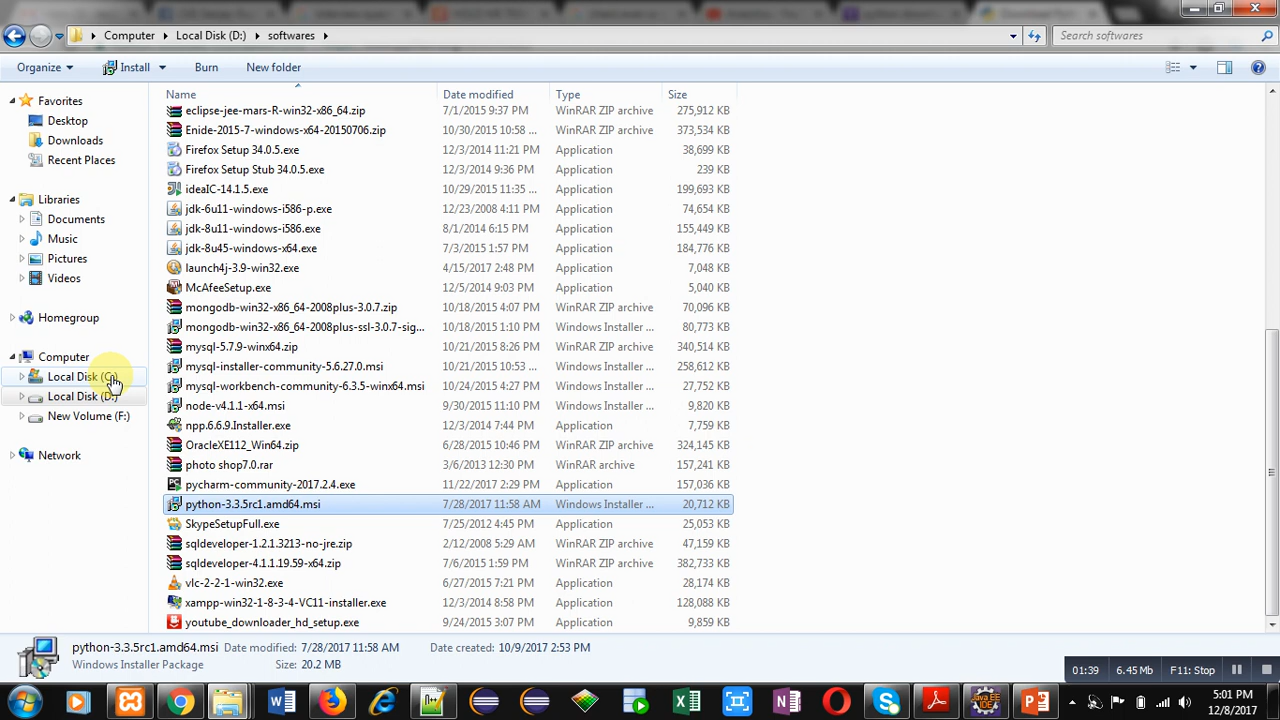 Computer ▸ Local Disk (D:) ▸ softwares ▸
Search softwares
Organize Install Burn New folder
Name Date modified Type Size
Favorites
Desktop
Downloads
Recent Places
Libraries
Documents
Music
Pictures
Videos
Homegroup
Computer
Local Disk (C:)
Local Disk (D:)
New Volume (F:)
Network
eclipse-jee-mars-R-win32-x86_64.zip 7/1/2015 9:37 PM WinRAR ZIP archive 275,912 KB
Enide-2015-7-windows-x64-20150706.zip 10/30/2015 10:58 ... WinRAR ZIP archive 373,534 KB
Firefox Setup 34.0.5.exe 12/3/2014 11:21 PM Application 38,699 KB
Firefox Setup Stub 34.0.5.exe 12/3/2014 9:36 PM Application 239 KB
ideaIC-14.1.5.exe 10/29/2015 11:35 ... Application 199,693 KB
jdk-6u11-windows-i586-p.exe 12/23/2008 4:11 PM Application 74,654 KB
jdk-8u11-windows-i586.exe 8/1/2014 6:15 PM Application 155,449 KB
jdk-8u45-windows-x64.exe 7/3/2015 1:57 PM Application 184,776 KB
launch4j-3.9-win32.exe 4/15/2017 2:48 PM Application 7,048 KB
McAfeeSetup.exe 12/5/2014 9:03 PM Application 5,040 KB
mongodb-win32-x86_64-2008plus-3.0.7.zip 10/18/2015 4:07 PM WinRAR ZIP archive 70,096 KB
mongodb-win32-x86_64-2008plus-ssl-3.0.7-sig... 10/18/2015 1:10 PM Windows Installer ... 80,773 KB
mysql-5.7.9-winx64.zip 10/21/2015 8:26 PM WinRAR ZIP archive 340,514 KB
mysql-installer-community-5.6.27.0.msi 10/21/2015 2:06 PM Windows Installer ... 258,612 KB
mysql-workbench-community-6.3.5-winx64.msi 10/24/2015 4:27 PM Windows Installer ... 27,752 KB
node-v4.1.1-x64.msi 9/30/2015 11:10 PM Windows Installer ... 9,820 KB
npp.6.6.9.Installer.exe 12/3/2014 7:44 PM Application 7,759 KB
OracleXE112_Win64.zip 6/28/2015 10:46 PM WinRAR ZIP archive 324,145 KB
photo shop7.0.rar 3/6/2013 12:30 PM WinRAR archive 157,241 KB
pycharm-community-2017.2.4.exe 11/22/2017 2:29 PM Application 157,036 KB
python-3.3.5rc1.amd64.msi 7/28/2017 11:58 AM Windows Installer ... 20,712 KB
SkypeSetupFull.exe 7/25/2012 4:45 PM Application 25,053 KB
sqldeveloper-1.2.1.3213-no-jre.zip 2/12/2008 5:29 AM WinRAR ZIP archive 47,159 KB
sqldeveloper-4.1.1.19.59-x64.zip 7/6/2015 1:59 PM WinRAR ZIP archive 382,733 KB
vlc-2-2-1-win32.exe 6/27/2015 7:21 PM Application 28,174 KB
xampp-win32-1-8-3-4-VC11-installer.exe 12/3/2014 8:58 PM Application 128,088 KB
youtube_downloader_hd_setup.exe 9/24/2015 3:07 PM Application 9,859 KB
python-3.3.5rc1.amd64.msi Date modified: 7/28/2017 11:58 AM Date created: 10/9/2017 2:53 PM
Windows Installer Package Size: 20.2 MB
01:39 6.45 Mb F11: Stop
5:01 PM
12/8/2017